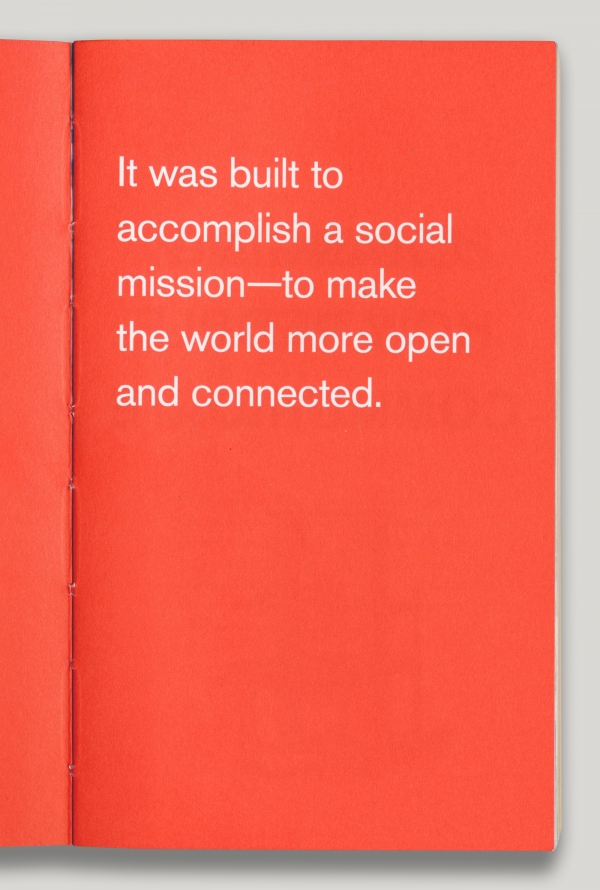 It was built to
accomplish a social
mission—to make
the world more open
and connected.